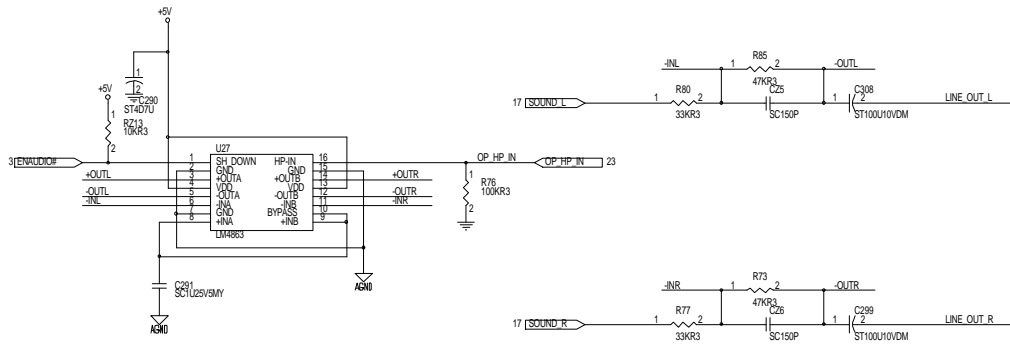 +5V
+5V
1
2
C290
ST4D7U
1
RZ13
10KR3
2
U27
3 ENAUDIO#
1 SH_DOWN HP-IN 16
2 GND GND 15
+OUTL 3 +OUTA +OUTB 14 +OUTR
4 VDD VDD 13
-OUTL 5 -OUTA -OUTB 12 -OUTR
-INL 6 -INA -INB 11 -INR
7 GND BYPASS 10
8 +INA +INB 9
LM4863
OP_HP_IN
OP_HP_IN 23
1
R76
100KR3
2
C291
SC1U25V5MY
AGND
AGND
-INL
R85
1 2
47KR3
-OUTL
17 SOUND_L
R80
1 2
33KR3
CZ5
SC150P
C308
1 2
ST100U10VDM
LINE_OUT_L
-INR
R73
1 2
47KR3
-OUTR
17 SOUND_R
R77
1 2
33KR3
CZ6
SC150P
C299
1 2
ST100U10VDM
LINE_OUT_R